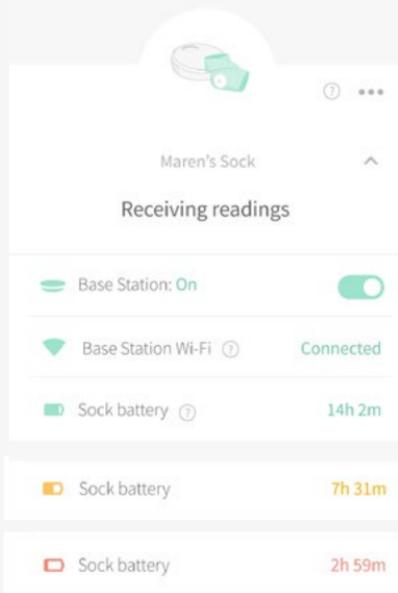 Maren's Sock
Receiving readings
Base Station: On
Base Station Wi-Fi ? Connected
Sock battery ? 14h 2m
Sock battery 7h 31m
Sock battery 2h 59m